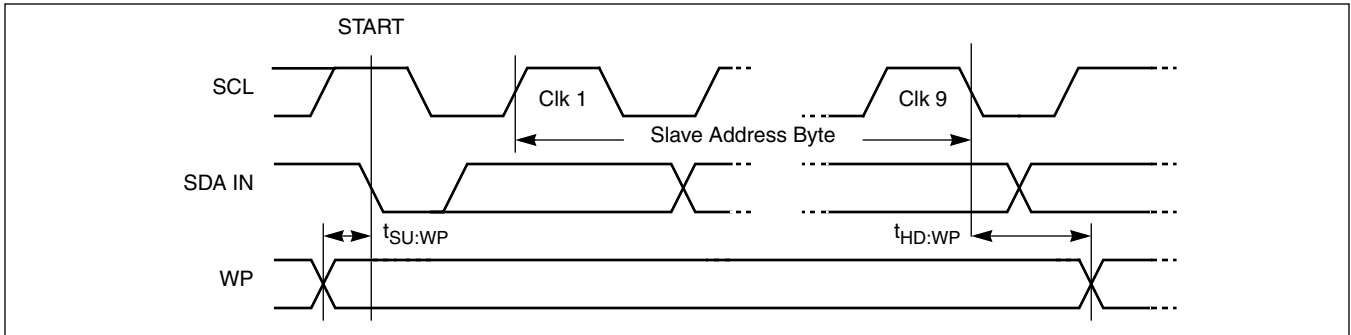 START
SCL
Clk 1
Clk 9
Slave Address Byte
SDA IN
tSU:WP
tHD:WP
WP